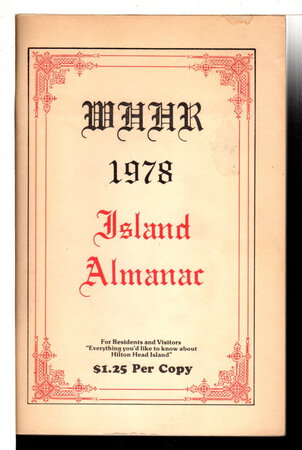 WHHR
1978
Island
Almanac
For Residents and Visitors
"Everything you'd like to know about
Hilton Head Island"
$1.25 Per Copy